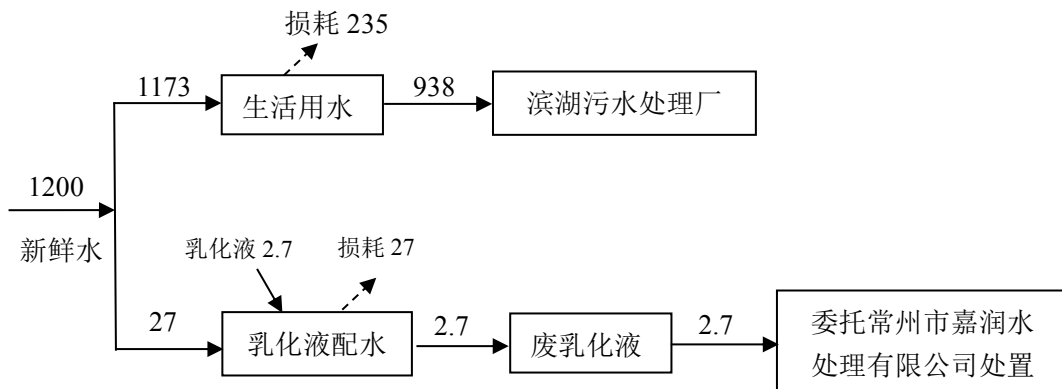 损耗 235
1173
生活用水
938
滨湖污水处理厂
1200
新鲜水
乳化液 2.7
损耗 27
27
乳化液配水
2.7
废乳化液
2.7
委托常州市嘉润水
处理有限公司处置